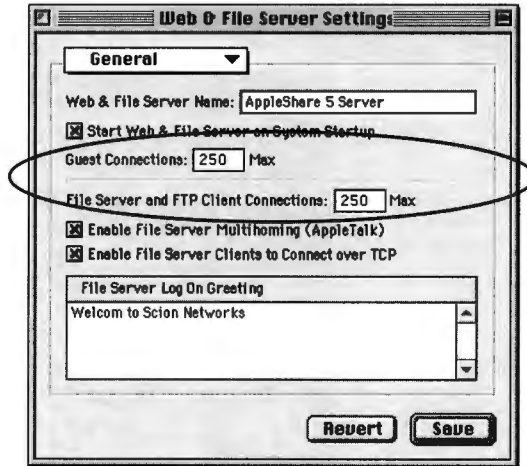 Web & File Server Settings
General
Web & File Server Name: AppleShare 5 Server
Start Web & File Server on System Startup
Guest Connections: 250 Max
File Server and FTP Client Connections: 250 Max
Enable File Server Multihoming (AppleTalk)
Enable File Server Clients to Connect over TCP
File Server Log On Greeting
Welcom to Scion Networks
Revert Save